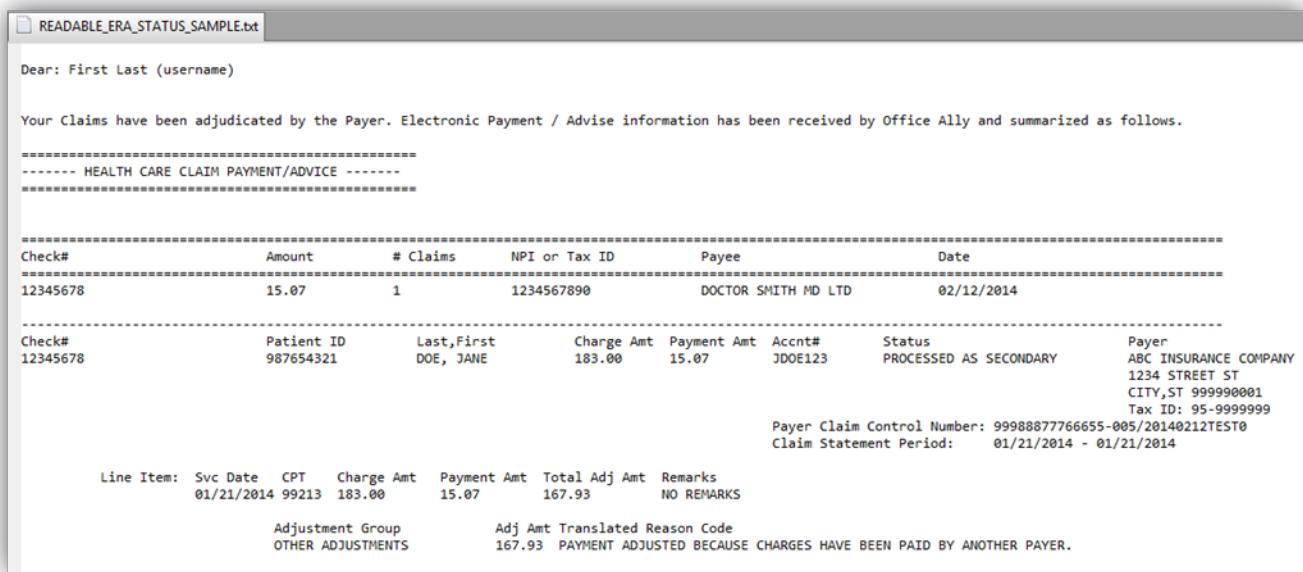 READABLE_ERA_STATUS_SAMPLE.txt
Dear: First Last (username)
Your Claims have been adjudicated by the Payer. Electronic Payment / Advise information has been received by Office Ally and summarized as follows.
==================================================
------- HEALTH CARE CLAIM PAYMENT/ADVICE -------
==================================================
========================================================================================================================================================
Check# Amount # Claims NPI or Tax ID Payee Date
========================================================================================================================================================
12345678 15.07 1 1234567890 DOCTOR SMITH MD LTD 02/12/2014
--------------------------------------------------------------------------------------------------------------------------------------------------------
Check# Patient ID Last,First Charge Amt Payment Amt Accnt# Status Payer
12345678 987654321 DOE, JANE 183.00 15.07 JDOE123 PROCESSED AS SECONDARY ABC INSURANCE COMPANY
1234 STREET ST
CITY,ST 999990001
Tax ID: 95-9999999
Payer Claim Control Number: 99988877766655-005/20140212TEST0
Claim Statement Period: 01/21/2014 - 01/21/2014
Line Item: Svc Date CPT Charge Amt Payment Amt Total Adj Amt Remarks
01/21/2014 99213 183.00 15.07 167.93 NO REMARKS
Adjustment Group Adj Amt Translated Reason Code
OTHER ADJUSTMENTS 167.93 PAYMENT ADJUSTED BECAUSE CHARGES HAVE BEEN PAID BY ANOTHER PAYER.